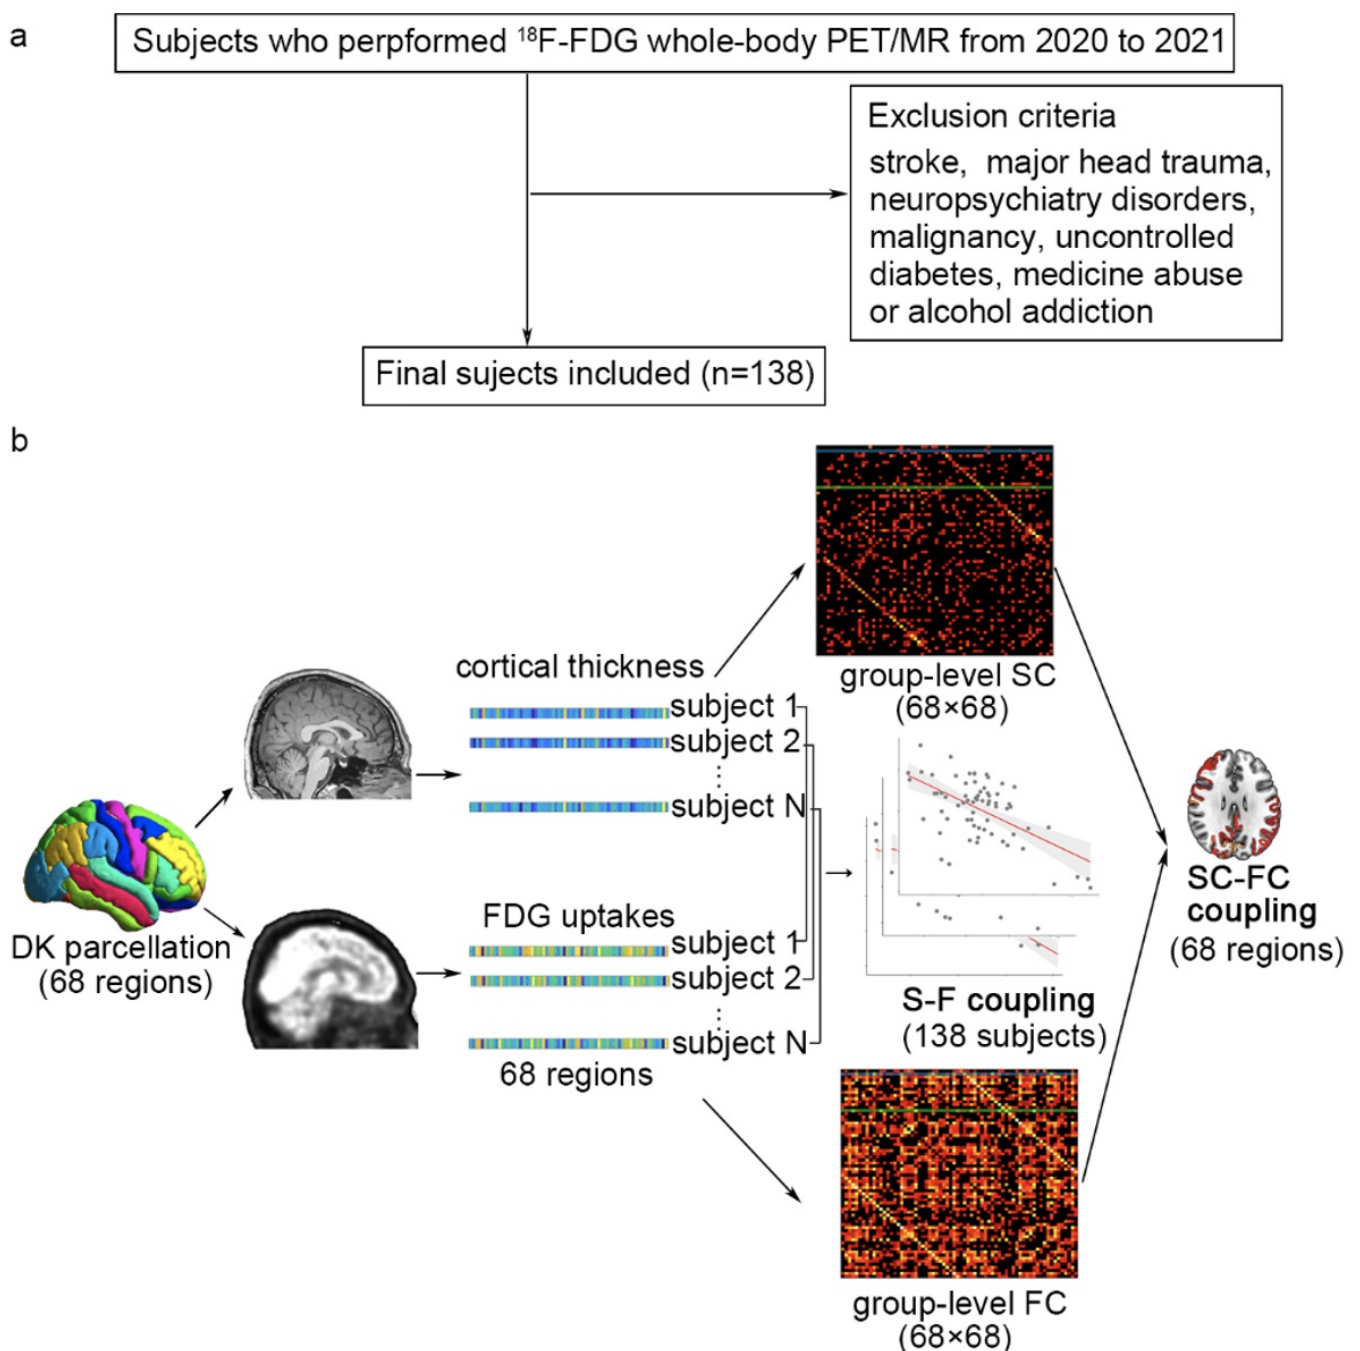 a
Subjects who perpformed ¹⁸F-FDG whole-body PET/MR from 2020 to 2021
Exclusion criteria
stroke, major head trauma,
neuropsychiatry disorders,
malignancy, uncontrolled
diabetes, medicine abuse
or alcohol addiction
Final sujects included (n=138)
b
DK parcellation
(68 regions)
cortical thickness
subject 1
subject 2
subject N
FDG uptakes
subject 1
subject 2
subject N
68 regions
group-level SC
(68×68)
S-F coupling
(138 subjects)
group-level FC
(68×68)
SC-FC
coupling
(68 regions)